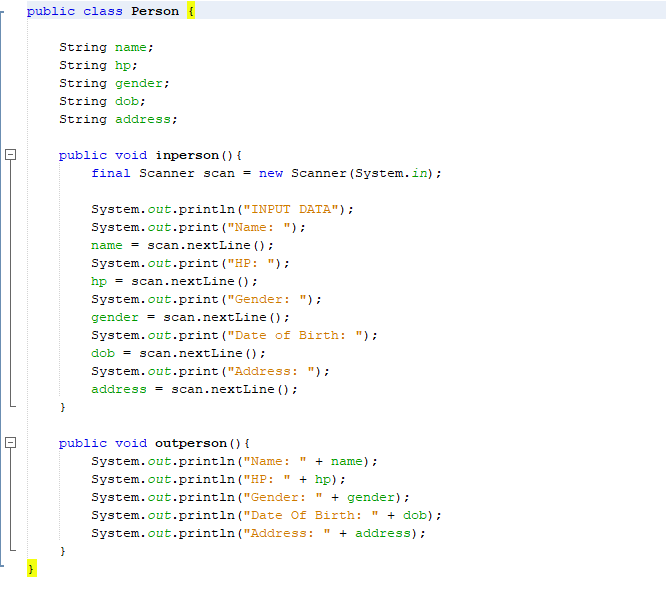 public class Person {
String name;
String hp;
String gender;
String dob;
String address;
public void inperson(){
final Scanner scan = new Scanner(System.in);
System.out.println("INPUT DATA");
System.out.print("Name: ");
name = scan.nextLine();
System.out.print("HP: ");
hp = scan.nextLine();
System.out.print("Gender: ");
gender = scan.nextLine();
System.out.print("Date of Birth: ");
dob = scan.nextLine();
System.out.print("Address: ");
address = scan.nextLine();
}
public void outperson(){
System.out.println("Name: " + name);
System.out.println("HP: " + hp);
System.out.println("Gender: " + gender);
System.out.println("Date Of Birth: " + dob);
System.out.println("Address: " + address);
}
}